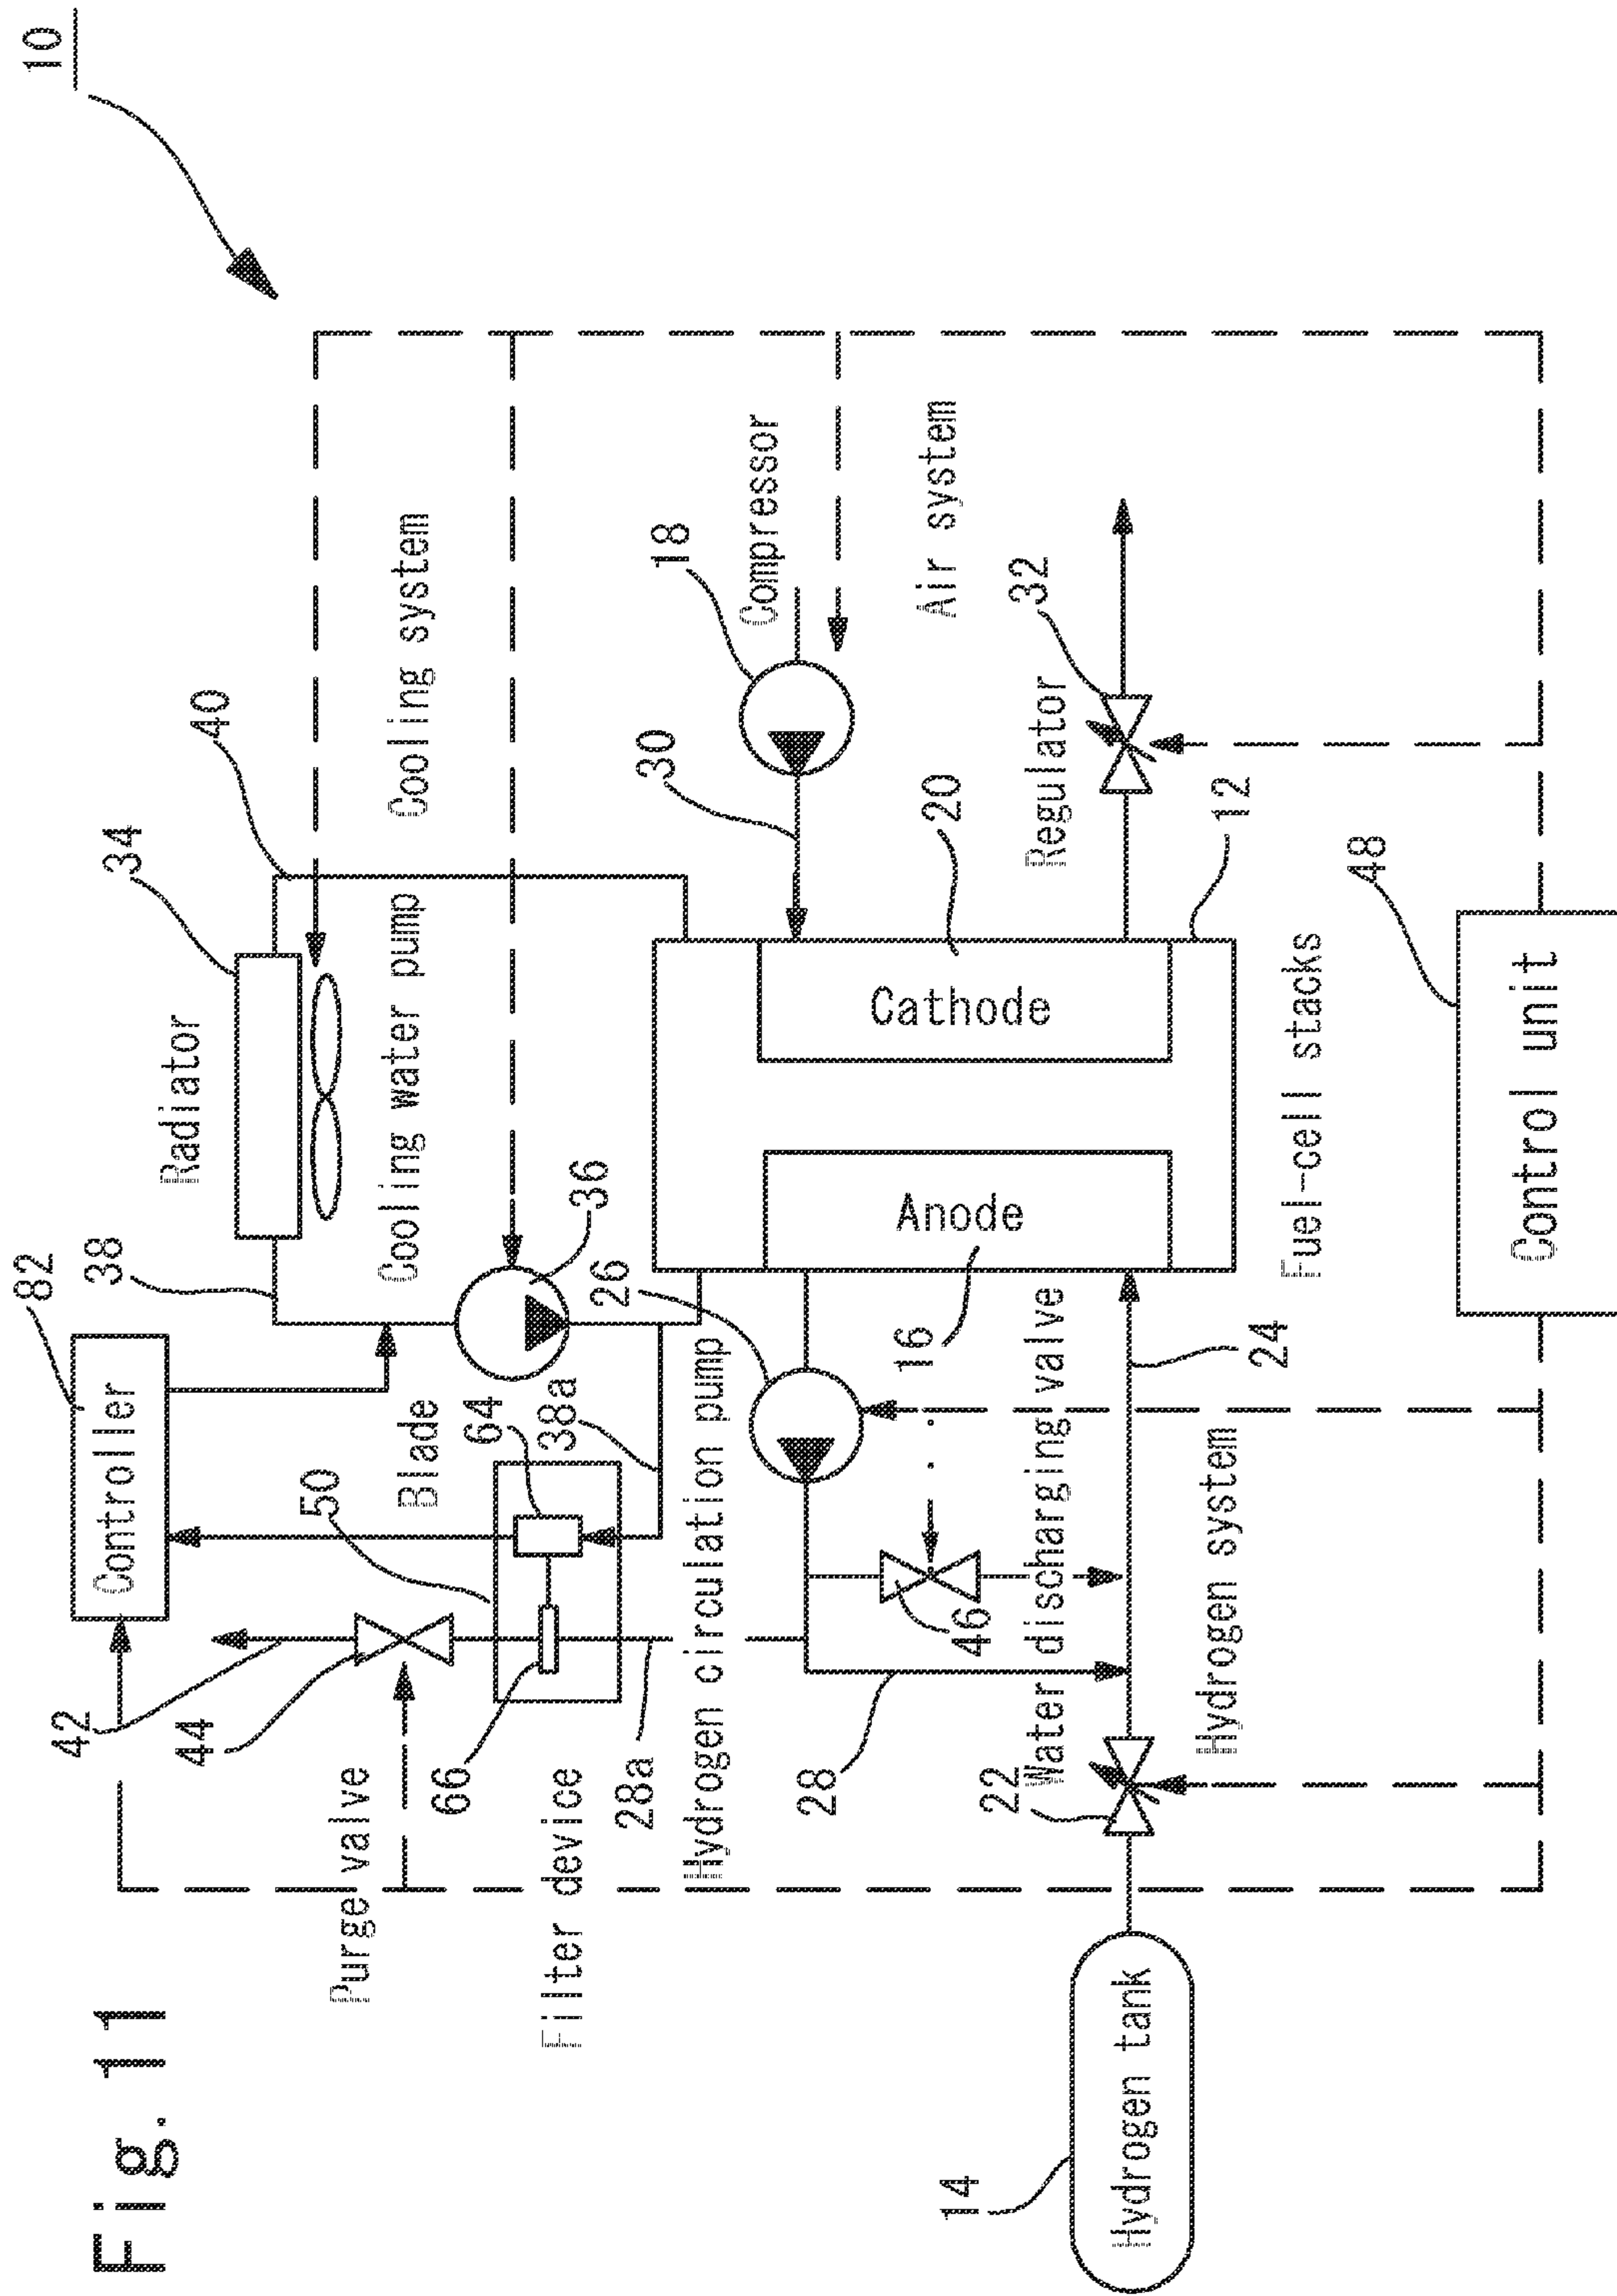 Fig. 11
10
82
Controller
38
Radiator
34
40
42
44
50
Blade
64
38a
Cooling water pump
Cooling system
36
Purge valve
66
Filter device
28a
Hydrogen circulation pump
26
30
18
Compressor
Air system
28
46
16
Anode
Cathode
20
Regulator
32
22
Water discharging valve
24
12
Hydrogen system
Fuel-cell stacks
14
Hydrogen tank
48
Control unit